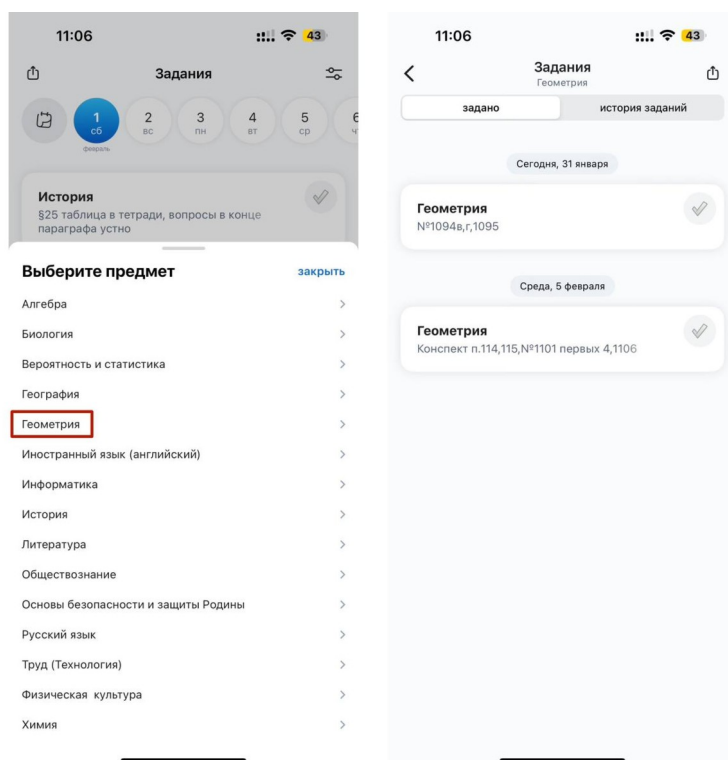 11:06
43
Задания
1
сб
февраль
2
вс
3
пн
4
вт
5
ср
6
История
§25 таблица в тетради, вопросы в конце
параграфа устно
Выберите предмет
закрыть
Алгебра
Биология
Вероятность и статистика
География
Геометрия
Иностранный язык (английский)
Информатика
История
Литература
Обществознание
Основы безопасности и защиты Родины
Русский язык
Труд (Технология)
Физическая культура
Химия
11:06
43
Задания
Геометрия
задано
история заданий
Сегодня, 31 января
Геометрия
№1094в,г,1095
Среда, 5 февраля
Геометрия
Конспект п.114,115,№1101 первых 4,1106